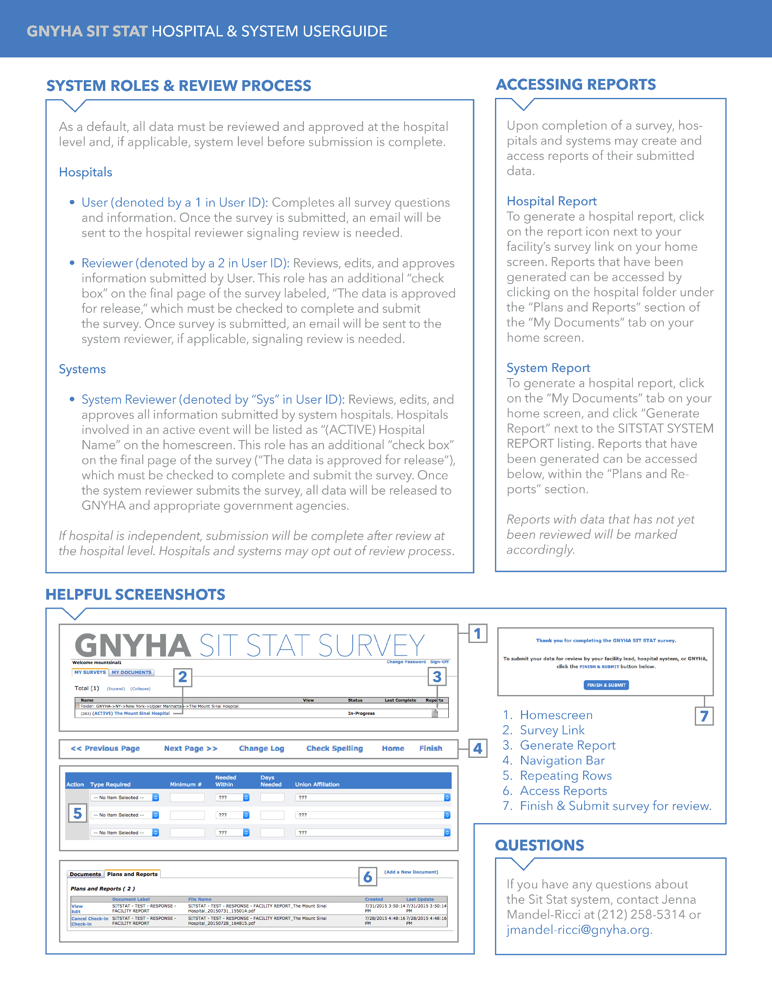 GNYHA SIT STAT HOSPITAL & SYSTEM USERGUIDE
SYSTEM ROLES & REVIEW PROCESS
As a default, all data must be reviewed and approved at the hospital
level and, if applicable, system level before submission is complete.
Hospitals
• User (denoted by a 1 in User ID): Completes all survey questions
and information. Once the survey is submitted, an email will be
sent to the hospital reviewer signaling review is needed.
• Reviewer (denoted by a 2 in User ID): Reviews, edits, and approves
information submitted by User. This role has an additional “check
box” on the final page of the survey labeled, “The data is approved
for release,” which must be checked to complete and submit
the survey. Once survey is submitted, an email will be sent to the
system reviewer, if applicable, signaling review is needed.
Systems
• System Reviewer (denoted by “Sys” in User ID): Reviews, edits, and
approves all information submitted by system hospitals. Hospitals
involved in an active event will be listed as “(ACTIVE) Hospital
Name” on the homescreen. This role has an additional “check box”
on the final page of the survey (“The data is approved for release”),
which must be checked to complete and submit the survey. Once
the system reviewer submits the survey, all data will be released to
GNYHA and appropriate government agencies.
If hospital is independent, submission will be complete after review at
the hospital level. Hospitals and systems may opt out of review process.
ACCESSING REPORTS
Upon completion of a survey, hos-
pitals and systems may create and
access reports of their submitted
data.
Hospital Report
To generate a hospital report, click
on the report icon next to your
facility’s survey link on your home
screen. Reports that have been
generated can be accessed by
clicking on the hospital folder under
the “Plans and Reports” section of
the “My Documents” tab on your
home screen.
System Report
To generate a hospital report, click
on the “My Documents” tab on your
home screen, and click “Generate
Report” next to the SITSTAT SYSTEM
REPORT listing. Reports that have
been generated can be accessed
below, within the “Plans and Re-
ports” section.
Reports with data that has not yet
been reviewed will be marked
accordingly.
HELPFUL SCREENSHOTS
GNYHA SIT STAT SURVEY
1
Welcome mountsinai1
Change Password Sign-Off
MY SURVEYS MY DOCUMENTS
2
3
Total (1) (Expand) (Collapse)
Name View Status Last Complete Reports
Folder: GNYHA->NY->New York->Upper Manhattan->The Mount Sinai Hospital
(282) (ACTIVE) The Mount Sinai Hospital In-Progress
<< Previous Page Next Page >> Change Log Check Spelling Home Finish
4
Action Type Required Minimum # Needed Within Days Needed Union Affiliation
-- No Item Selected -- ??? ???
5
-- No Item Selected -- ??? ???
-- No Item Selected -- ??? ???
Documents Plans and Reports
6
(Add a New Document)
Plans and Reports ( 2 )
Document Label File Name Created Last Update
View SITSTAT - TEST - RESPONSE - SITSTAT - TEST - RESPONSE - FACILITY REPORT_The Mount Sinai 7/31/2015 3:50:14 7/31/2015 3:50:14
Edit FACILITY REPORT Hospital_20150731_155014.pdf PM PM
Cancel Check-in SITSTAT - TEST - RESPONSE - SITSTAT - TEST - RESPONSE - FACILITY REPORT_The Mount Sinai 7/28/2015 4:48:16 7/28/2015 4:48:16
Check-in FACILITY REPORT Hospital_20150728_164815.pdf PM PM
Thank you for completing the GNYHA SIT STAT survey.
To submit your data for review by your facility lead, hospital system, or GNYHA,
click the FINISH & SUBMIT button below.
FINISH & SUBMIT
7
1. Homescreen
2. Survey Link
3. Generate Report
4. Navigation Bar
5. Repeating Rows
6. Access Reports
7. Finish & Submit survey for review.
QUESTIONS
If you have any questions about
the Sit Stat system, contact Jenna
Mandel-Ricci at (212) 258-5314 or
jmandel-ricci@gnyha.org.